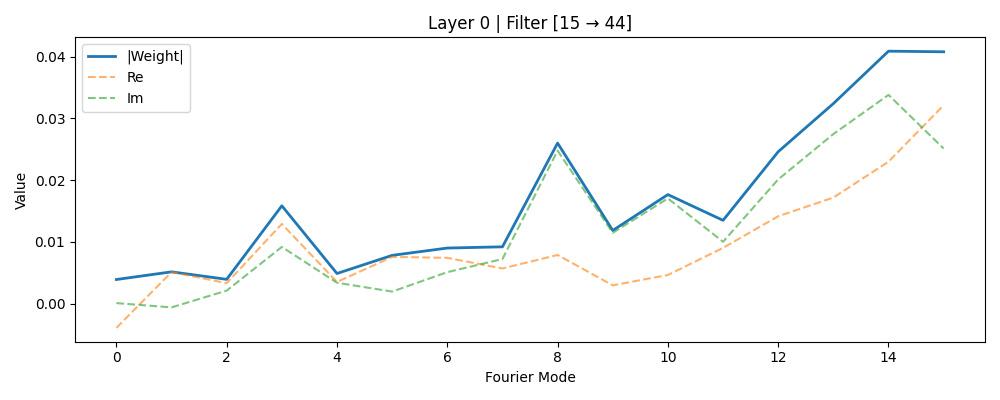 Layer 0 | Filter [15 → 44]
|Weight|
Re
Im
0.04
0.03
0.02
0.01
0.00
Value
0 2 4 6 8 10 12 14
Fourier Mode